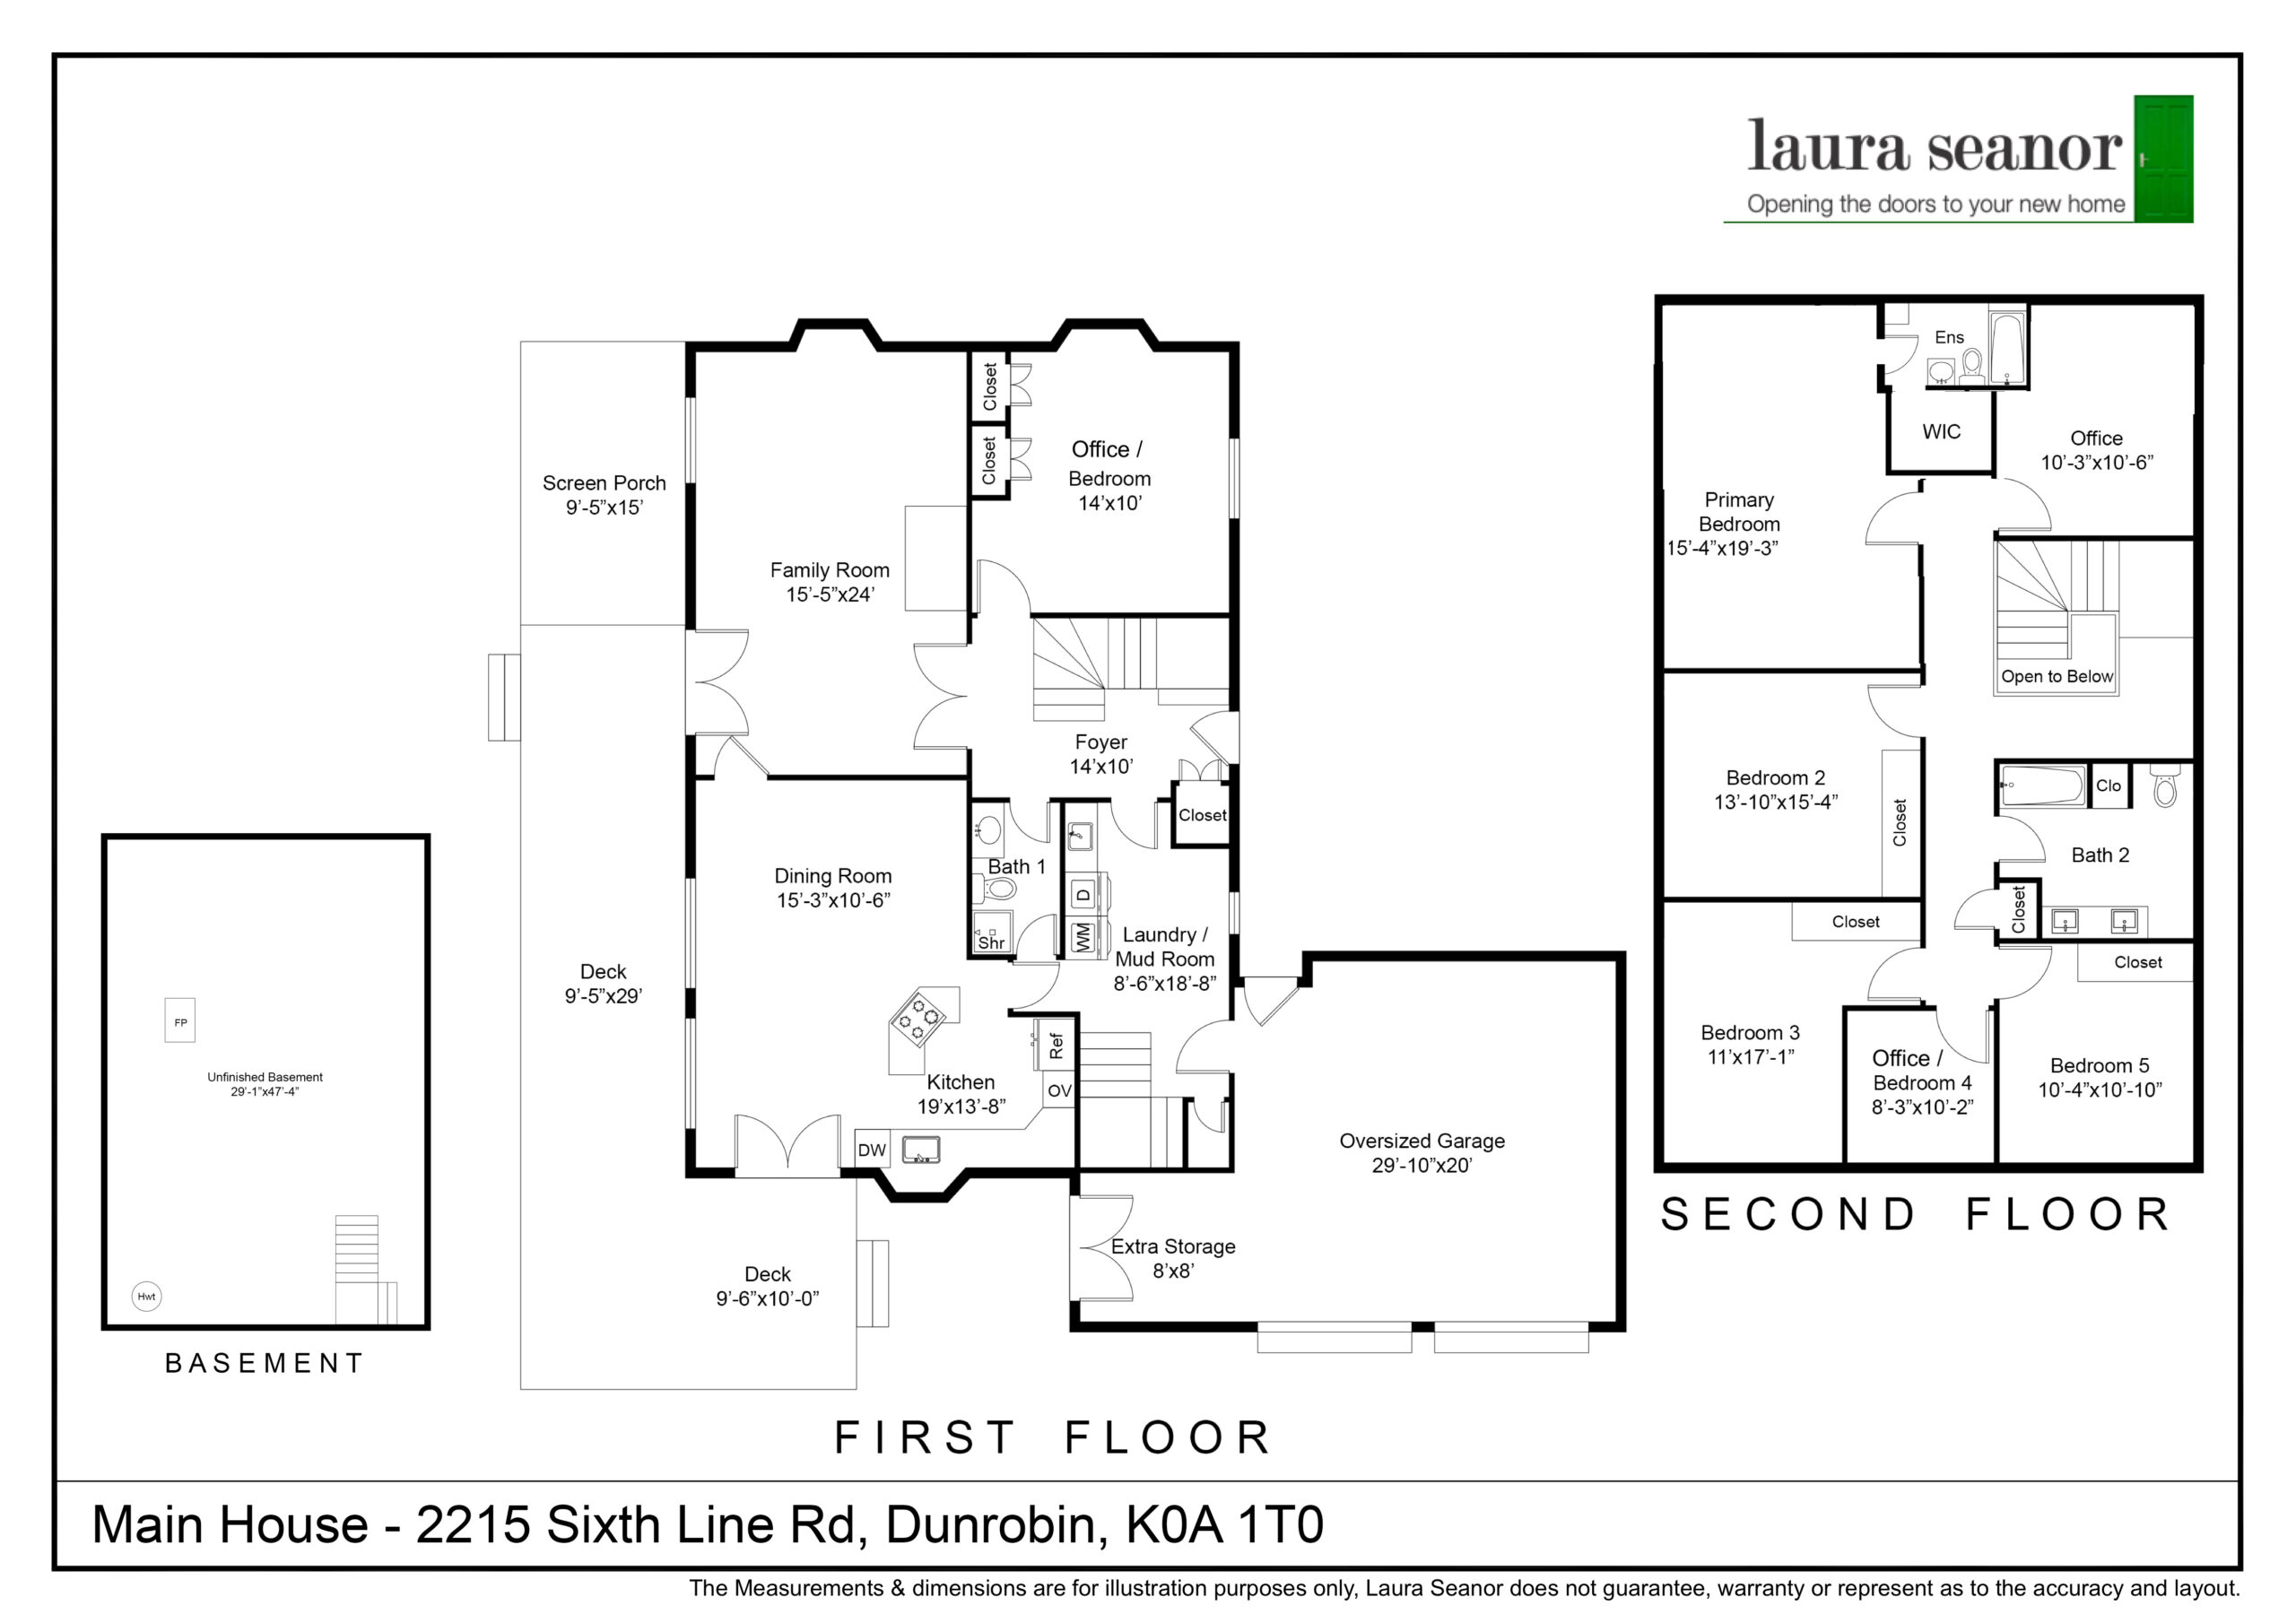 laura seanor
Opening the doors to your new home
Screen Porch
9'-5”x15'
Family Room
15'-5”x24'
Closet
Closet
Office /
Bedroom
14'x10'
Foyer
14'x10'
Closet
Dining Room
15'-3”x10'-6”
Bath 1
Shr
D
WM
Laundry /
Mud Room
8'-6”x18'-8”
Deck
9'-5”x29'
Kitchen
19'x13'-8”
Ref
OV
DW
Oversized Garage
29'-10”x20'
Extra Storage
8'x8'
Deck
9'-6”x10'-0”
FIRST FLOOR
FP
Unfinished Basement
29'-1”x47'-4”
Hwt
BASEMENT
Ens
WIC
Office
10'-3”x10'-6”
Primary
Bedroom
15'-4”x19'-3”
Open to Below
Bedroom 2
13'-10”x15'-4”
Closet
Clo
Bath 2
Closet
Closet
Closet
Bedroom 3
11'x17'-1”
Office /
Bedroom 4
8'-3”x10'-2”
Bedroom 5
10'-4”x10'-10”
SECOND FLOOR
Main House - 2215 Sixth Line Rd, Dunrobin, K0A 1T0
The Measurements & dimensions are for illustration purposes only, Laura Seanor does not guarantee, warranty or represent as to the accuracy and layout.